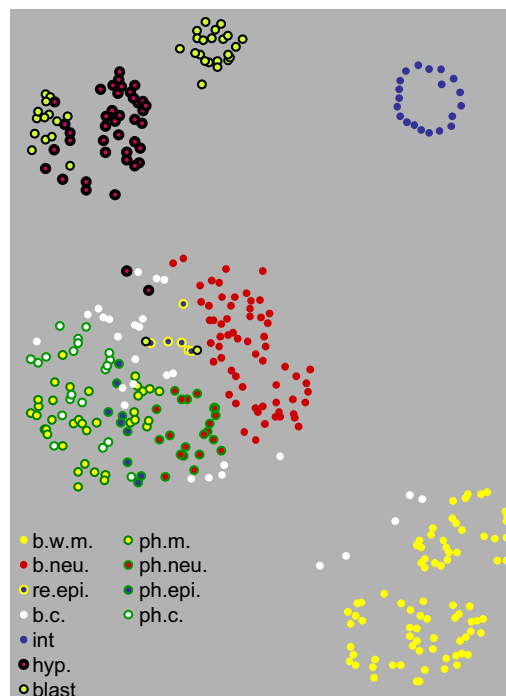 b.w.m.
b.neu.
re.epi.
b.c.
int
hyp.
blast
ph.m.
ph.neu.
ph.epi.
ph.c.